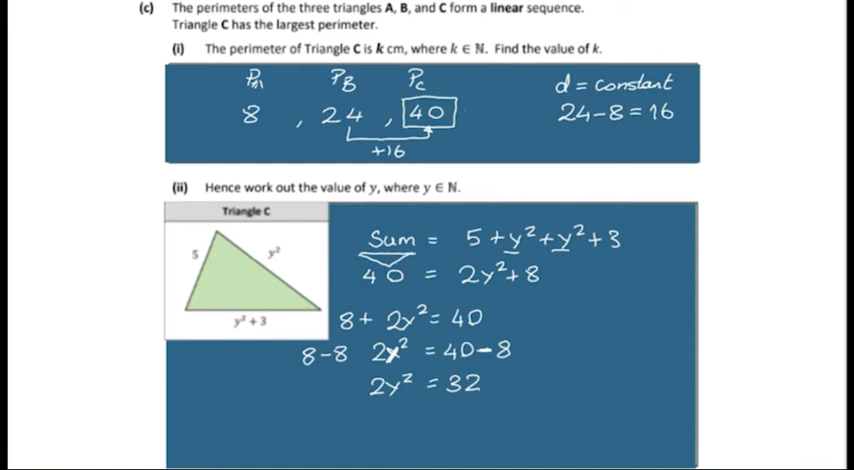 (c) The perimeters of the three triangles A, B, and C form a linear sequence.
Triangle C has the largest perimeter.
(i) The perimeter of Triangle C is k cm, where k ∈ ℕ. Find the value of k.
P_B P_C d = constant
8 , 24 , 40 24-8=16
+16
(ii) Hence work out the value of y, where y ∈ ℕ.
Triangle C
5
y²
y² + 3
Sum = 5+y²+y²+3
40 = 2y²+8
8+ 2y²= 40
8-8 2y² = 40-8
2y² = 32